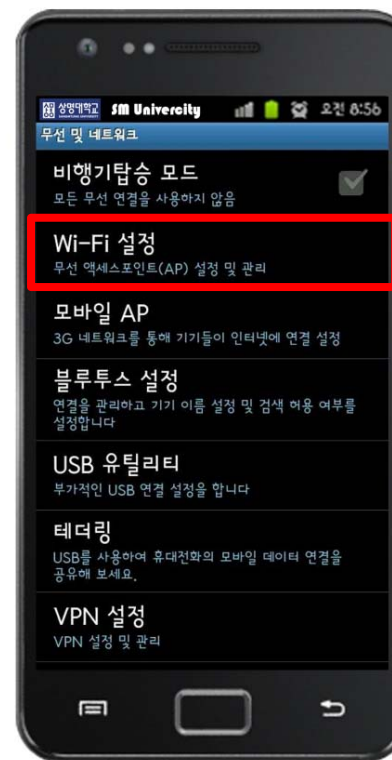 상명대학교 SM Univercity 오전 8:56
무선 및 네트워크
비행기탑승 모드
모든 무선 연결을 사용하지 않음
Wi-Fi 설정
무선 액세스포인트(AP) 설정 및 관리
모바일 AP
3G 네트워크를 통해 기기들이 인터넷에 연결 설정
블루투스 설정
연결을 관리하고 기기 이름 설정 및 검색 허용 여부를
설정합니다
USB 유틸리티
부가적인 USB 연결 설정을 합니다
테더링
USB를 사용하여 휴대전화의 모바일 데이터 연결을
공유해 보세요.
VPN 설정
VPN 설정 및 관리